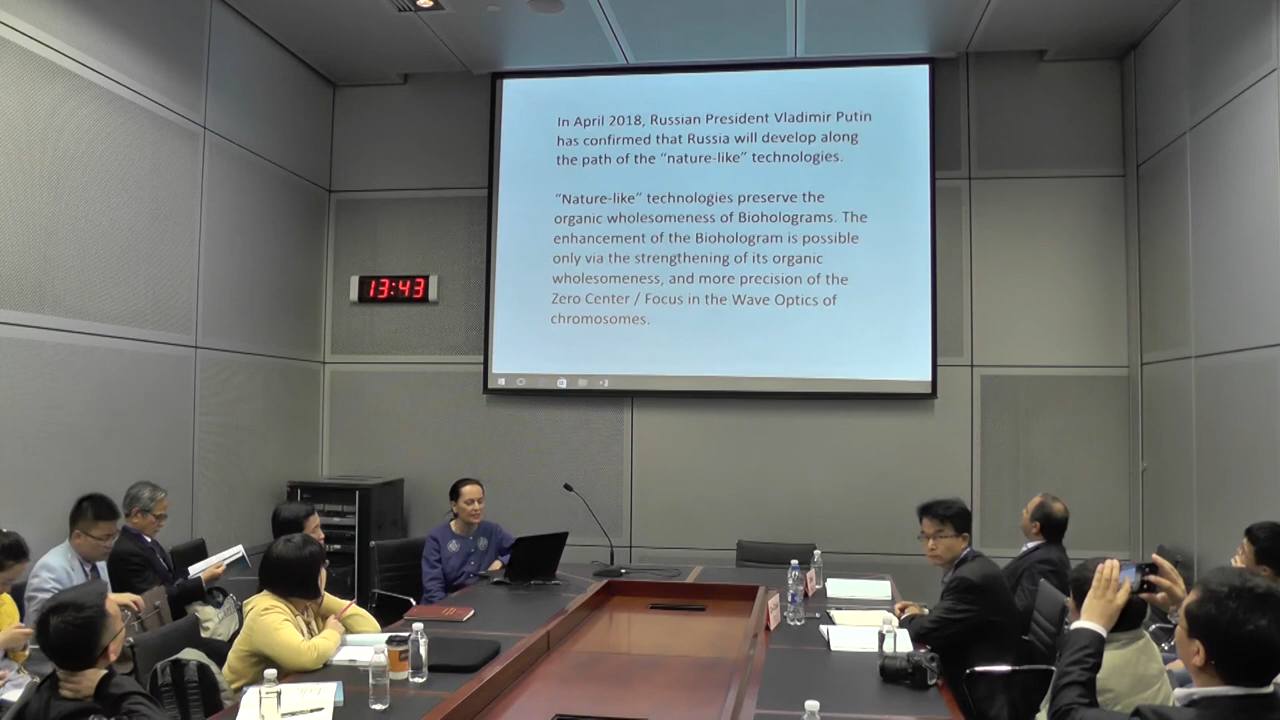 In April 2018, Russian President Vladimir Putin
has confirmed that Russia will develop along
the path of the “nature-like” technologies.
“Nature-like” technologies preserve the
organic wholesomeness of Bioholograms. The
enhancement of the Biohologram is possible
only via the strengthening of its organic
wholesomeness, and more precision of the
Zero Center / Focus in the Wave Optics of
chromosomes.
13:43